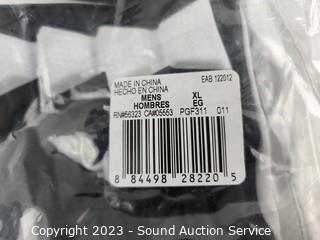 MADE IN CHINA EAB 122012
HECHO EN CHINA
MENS XL
HOMBRES EG
RN#56323 CA#05553 PGF311 011
8 84498 28220 5
Copyright © 2023 - Sound Auction Service